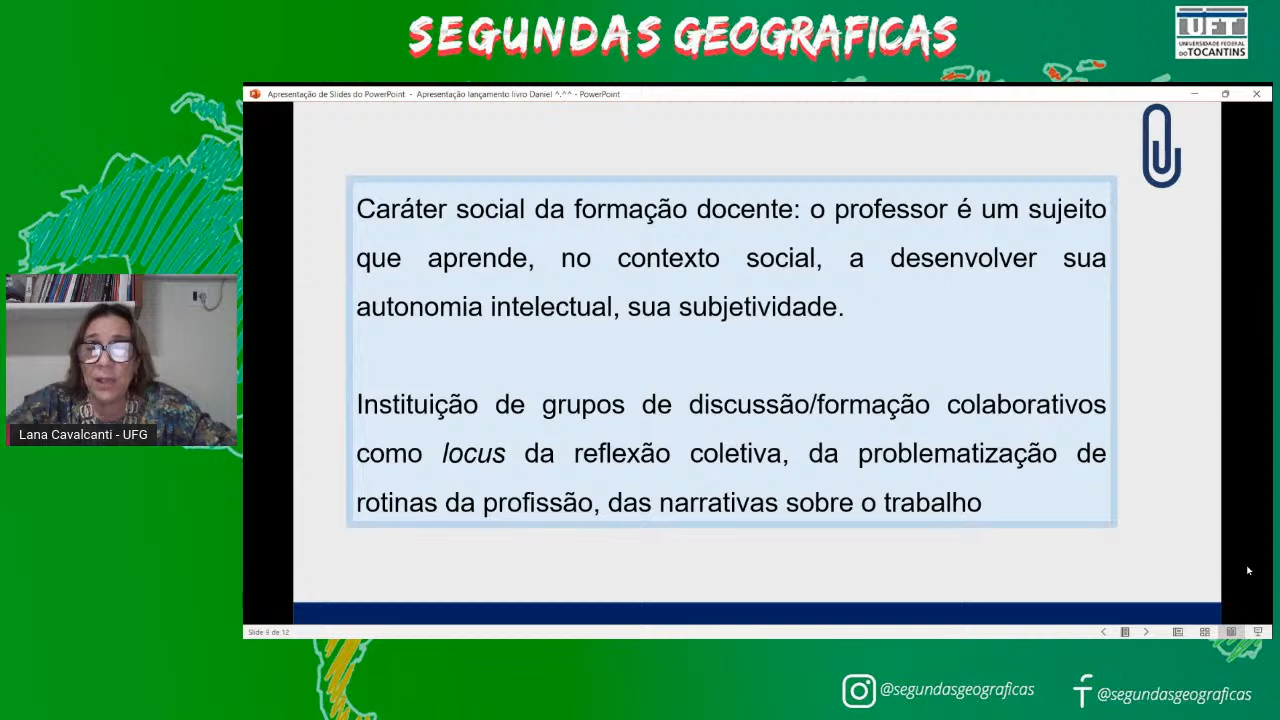 SEGUNDAS GEOGRAFICAS
UFT
UNIVERSIDADE FEDERAL
DO TOCANTINS
Apresentação de Slides do PowerPoint - Apresentação lançamento livro Daniel ^.^^ - PowerPoint
Caráter social da formação docente: o professor é um sujeito
que aprende, no contexto social, a desenvolver sua
autonomia intelectual, sua subjetividade.
Instituição de grupos de discussão/formação colaborativos
como locus da reflexão coletiva, da problematização de
rotinas da profissão, das narrativas sobre o trabalho
Lana Cavalcanti - UFG
Slide 9 de 12
@segundasgeograficas
@segundasgeograficas